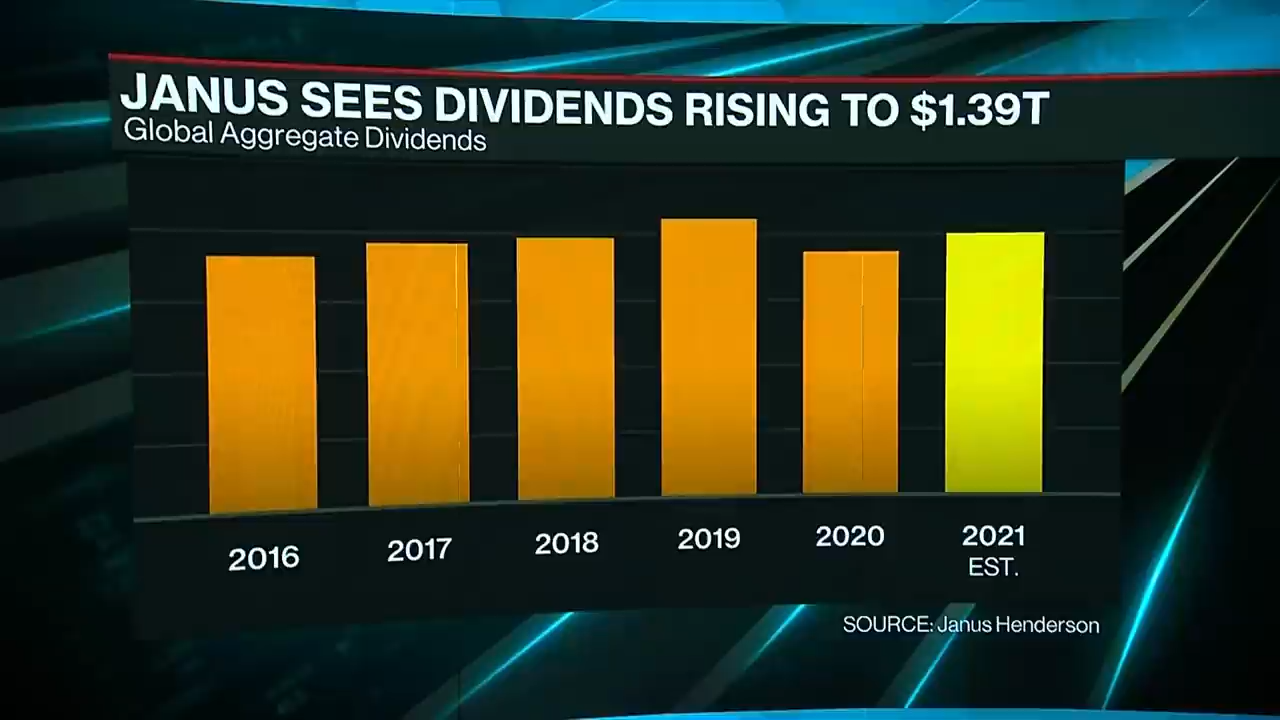 JANUS SEES DIVIDENDS RISING TO $1.39T
Global Aggregate Dividends
2016
2017
2018
2019
2020
2021
EST.
SOURCE: Janus Henderson